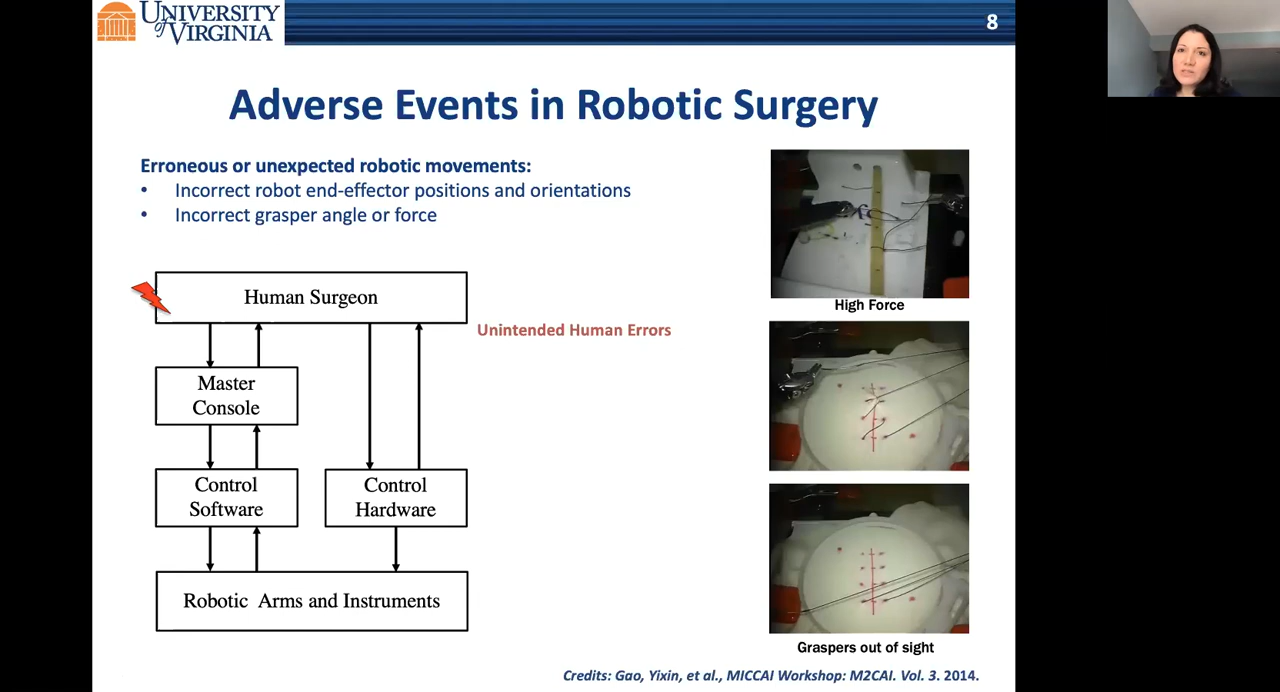 UNIVERSITY
of VIRGINIA
8
Adverse Events in Robotic Surgery
Erroneous or unexpected robotic movements:
• Incorrect robot end-effector positions and orientations
• Incorrect grasper angle or force
Human Surgeon
Unintended Human Errors
Master
Console
Control
Software
Control
Hardware
Robotic Arms and Instruments
High Force
Graspers out of sight
Credits: Gao, Yixin, et al., MICCAI Workshop: M2CAI. Vol. 3. 2014.